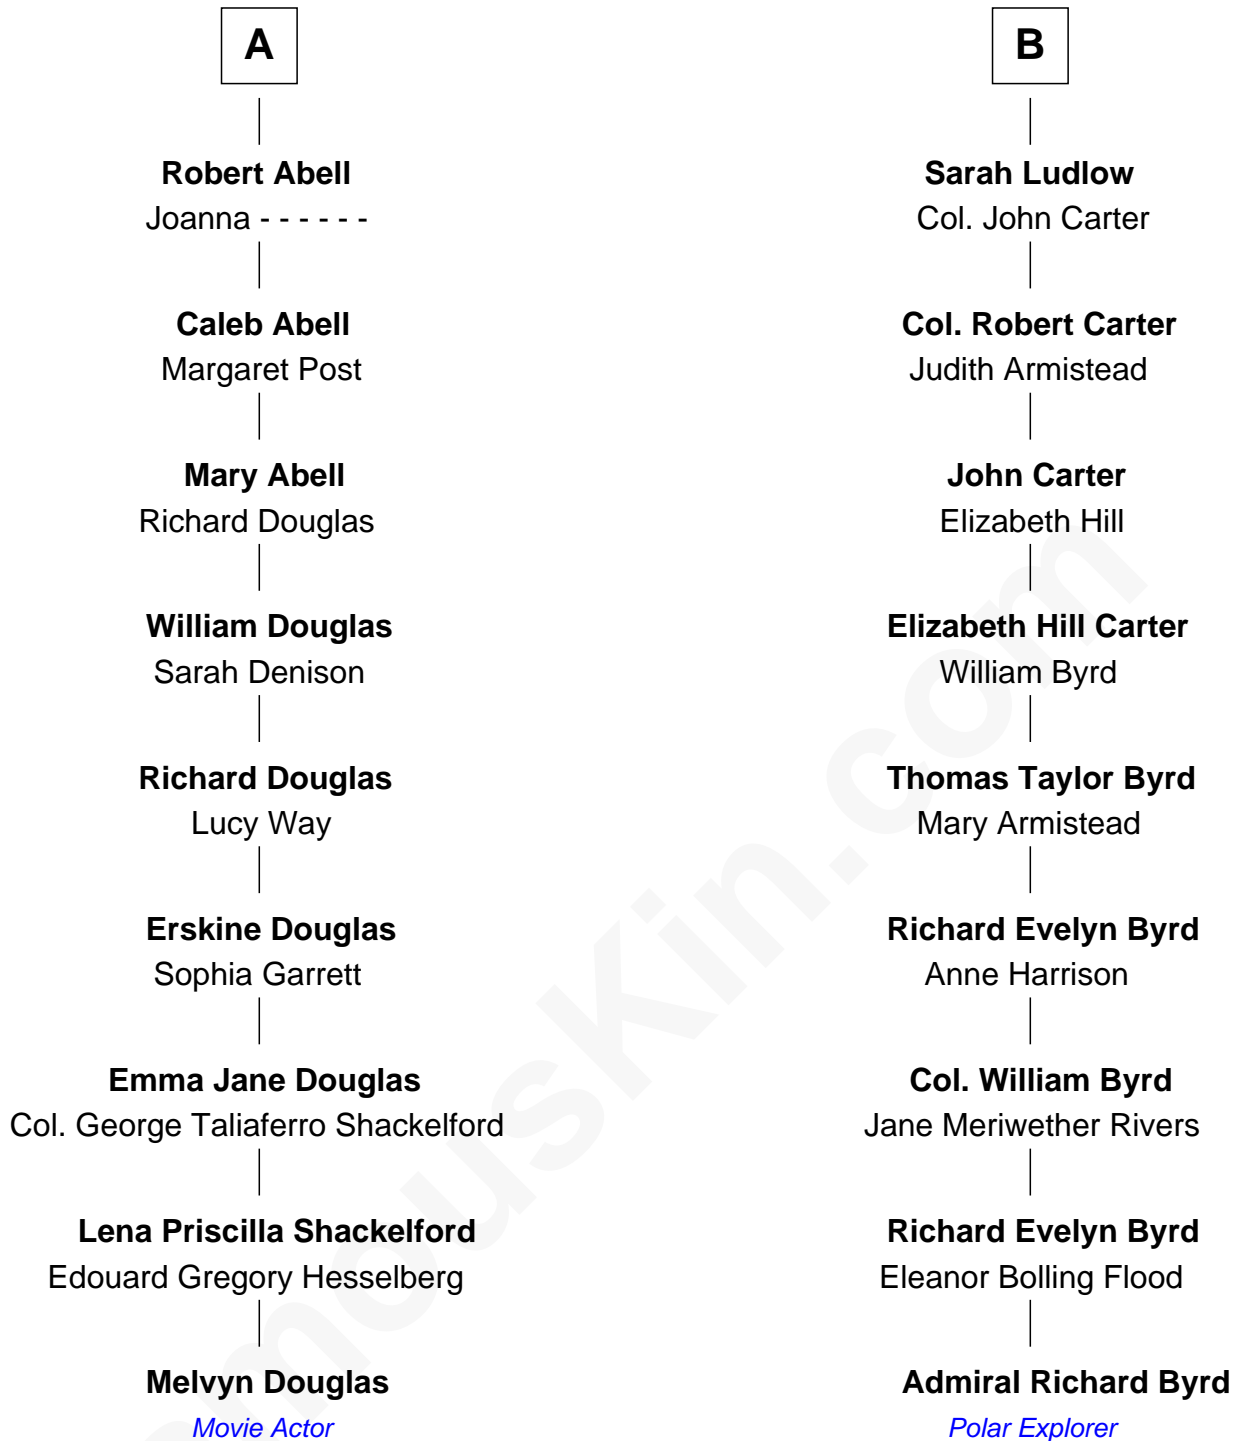 A
Robert Abell
Joanna - - - - - -
Caleb Abell
Margaret Post
Mary Abell
Richard Douglas
William Douglas
Sarah Denison
Richard Douglas
Lucy Way
Erskine Douglas
Sophia Garrett
Emma Jane Douglas
Col. George Taliaferro Shackelford
Lena Priscilla Shackelford
Edouard Gregory Hesselberg
Melvyn Douglas
Movie Actor
B
Sarah Ludlow
Col. John Carter
Col. Robert Carter
Judith Armistead
John Carter
Elizabeth Hill
Elizabeth Hill Carter
William Byrd
Thomas Taylor Byrd
Mary Armistead
Richard Evelyn Byrd
Anne Harrison
Col. William Byrd
Jane Meriwether Rivers
Richard Evelyn Byrd
Eleanor Bolling Flood
Admiral Richard Byrd
Polar Explorer
mousKin.com